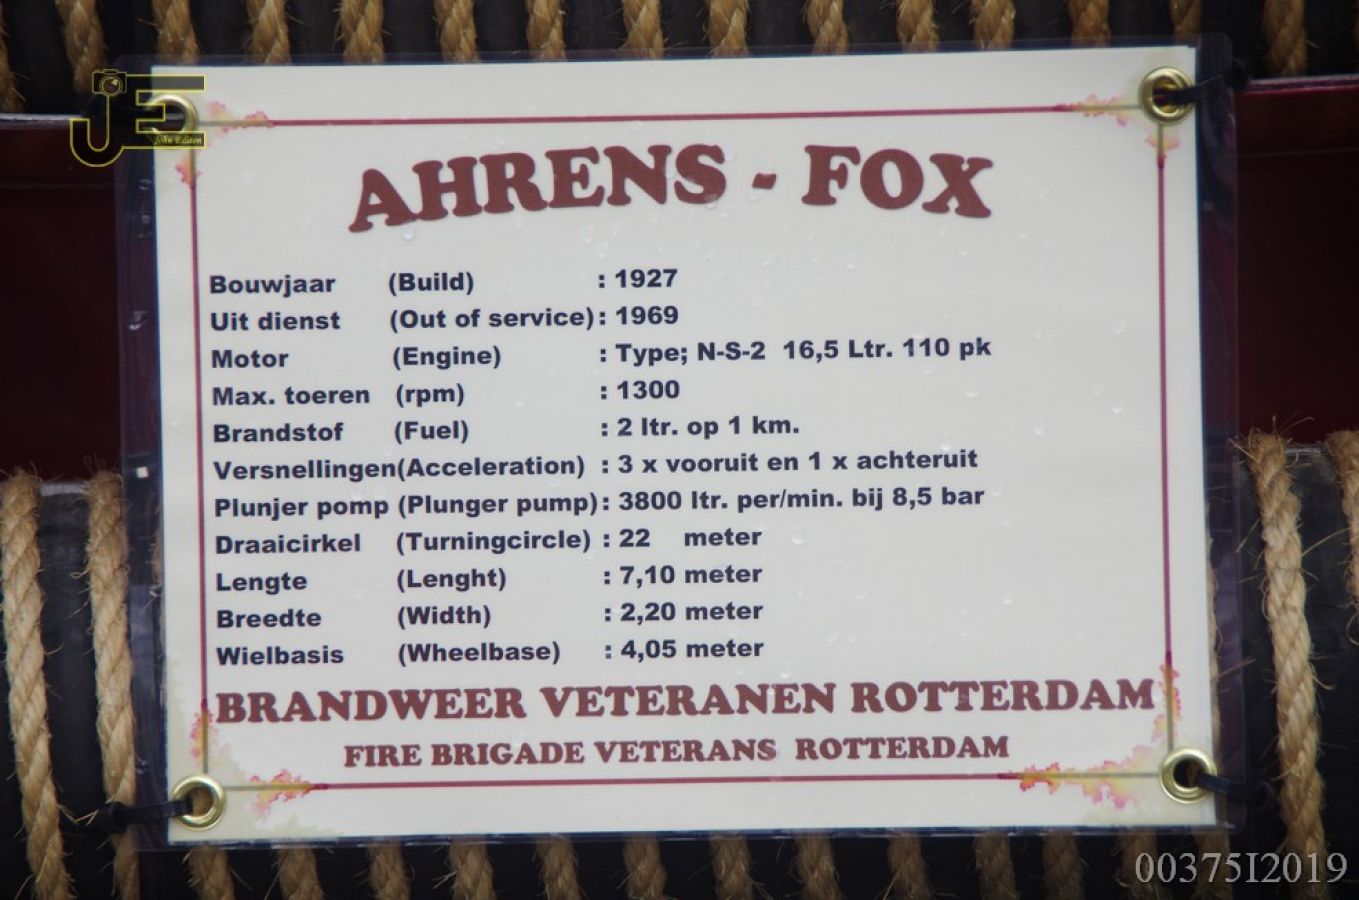 JE
John Edison
AHRENS - FOX
Bouwjaar (Build) : 1927
Uit dienst (Out of service) : 1969
Motor (Engine) : Type; N-S-2 16,5 Ltr. 110 pk
Max. toeren (rpm) : 1300
Brandstof (Fuel) : 2 ltr. op 1 km.
Versnellingen(Acceleration) : 3 x vooruit en 1 x achteruit
Plunjer pomp (Plunger pump) : 3800 ltr. per/min. bij 8,5 bar
Draaicirkel (Turningcircle) : 22 meter
Lengte (Lenght) : 7,10 meter
Breedte (Width) : 2,20 meter
Wielbasis (Wheelbase) : 4,05 meter
BRANDWEER VETERANEN ROTTERDAM
FIRE BRIGADE VETERANS ROTTERDAM
00375I2019